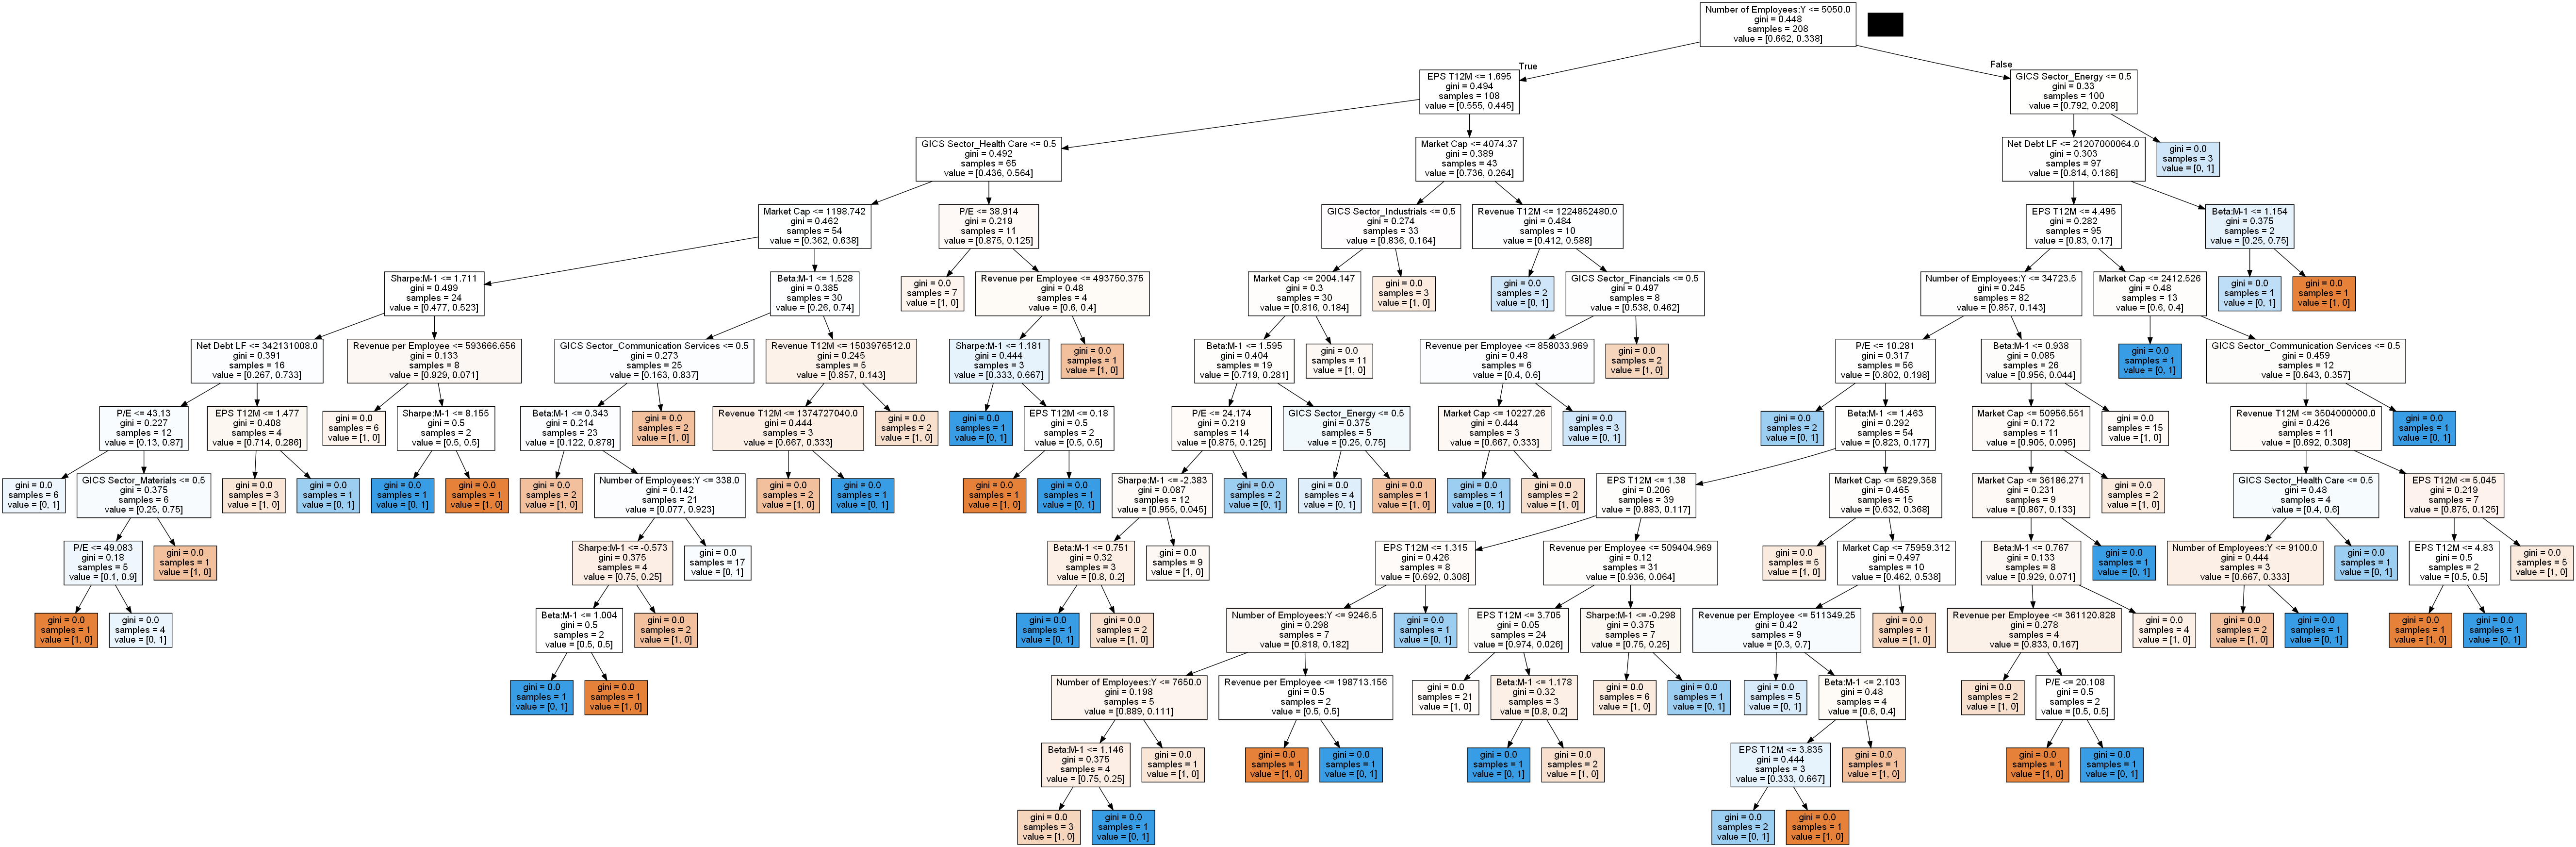 Number of Employees:Y <= 5050.0
gini = 0.448
samples = 208
value = [0.662, 0.338]
True
False
EPS T12M <= 1.695
gini = 0.494
samples = 108
value = [0.555, 0.445]
GICS Sector_Energy <= 0.5
gini = 0.33
samples = 100
value = [0.792, 0.208]
GICS Sector_Health Care <= 0.5
gini = 0.492
samples = 65
value = [0.436, 0.564]
Market Cap <= 4074.37
gini = 0.389
samples = 43
value = [0.736, 0.264]
Net Debt LF <= 21207000064.0
gini = 0.303
samples = 97
value = [0.814, 0.186]
gini = 0.0
samples = 3
value = [0, 1]
Market Cap <= 1198.742
gini = 0.462
samples = 54
value = [0.362, 0.638]
P/E <= 38.914
gini = 0.219
samples = 11
value = [0.875, 0.125]
GICS Sector_Industrials <= 0.5
gini = 0.274
samples = 33
value = [0.836, 0.164]
Revenue T12M <= 1224852480.0
gini = 0.484
samples = 10
value = [0.412, 0.588]
EPS T12M <= 4.495
gini = 0.282
samples = 95
value = [0.83, 0.17]
Beta:M-1 <= 1.154
gini = 0.375
samples = 2
value = [0.25, 0.75]
Sharpe:M-1 <= 1.711
gini = 0.499
samples = 24
value = [0.477, 0.523]
Beta:M-1 <= 1.528
gini = 0.385
samples = 30
value = [0.26, 0.74]
gini = 0.0
samples = 7
value = [1, 0]
Revenue per Employee <= 493750.375
gini = 0.48
samples = 4
value = [0.6, 0.4]
Market Cap <= 2004.147
gini = 0.3
samples = 30
value = [0.816, 0.184]
gini = 0.0
samples = 3
value = [1, 0]
gini = 0.0
samples = 2
value = [0, 1]
GICS Sector_Financials <= 0.5
gini = 0.497
samples = 8
value = [0.538, 0.462]
Number of Employees:Y <= 34723.5
gini = 0.245
samples = 82
value = [0.857, 0.143]
Market Cap <= 2412.526
gini = 0.48
samples = 13
value = [0.6, 0.4]
gini = 0.0
samples = 1
value = [0, 1]
gini = 0.0
samples = 1
value = [1, 0]
Net Debt LF <= 342131008.0
gini = 0.391
samples = 16
value = [0.267, 0.733]
Revenue per Employee <= 593666.656
gini = 0.133
samples = 8
value = [0.929, 0.071]
GICS Sector_Communication Services <= 0.5
gini = 0.273
samples = 25
value = [0.163, 0.837]
Revenue T12M <= 1503976512.0
gini = 0.245
samples = 5
value = [0.857, 0.143]
Sharpe:M-1 <= 1.181
gini = 0.444
samples = 3
value = [0.333, 0.667]
gini = 0.0
samples = 1
value = [1, 0]
Beta:M-1 <= 1.595
gini = 0.404
samples = 19
value = [0.719, 0.281]
gini = 0.0
samples = 11
value = [1, 0]
Revenue per Employee <= 858033.969
gini = 0.48
samples = 6
value = [0.4, 0.6]
gini = 0.0
samples = 2
value = [1, 0]
P/E <= 10.281
gini = 0.317
samples = 56
value = [0.802, 0.198]
Beta:M-1 <= 0.938
gini = 0.085
samples = 26
value = [0.956, 0.044]
gini = 0.0
samples = 1
value = [0, 1]
GICS Sector_Communication Services <= 0.5
gini = 0.459
samples = 12
value = [0.643, 0.357]
P/E <= 43.13
gini = 0.227
samples = 12
value = [0.13, 0.87]
EPS T12M <= 1.477
gini = 0.408
samples = 4
value = [0.714, 0.286]
gini = 0.0
samples = 6
value = [1, 0]
Sharpe:M-1 <= 8.155
gini = 0.5
samples = 2
value = [0.5, 0.5]
Beta:M-1 <= 0.343
gini = 0.214
samples = 23
value = [0.122, 0.878]
gini = 0.0
samples = 2
value = [1, 0]
Revenue T12M <= 1374727040.0
gini = 0.444
samples = 3
value = [0.667, 0.333]
gini = 0.0
samples = 2
value = [1, 0]
gini = 0.0
samples = 1
value = [0, 1]
EPS T12M <= 0.18
gini = 0.5
samples = 2
value = [0.5, 0.5]
P/E <= 24.174
gini = 0.219
samples = 14
value = [0.875, 0.125]
GICS Sector_Energy <= 0.5
gini = 0.375
samples = 5
value = [0.25, 0.75]
Market Cap <= 10227.26
gini = 0.444
samples = 3
value = [0.667, 0.333]
gini = 0.0
samples = 3
value = [0, 1]
gini = 0.0
samples = 2
value = [0, 1]
Beta:M-1 <= 1.463
gini = 0.292
samples = 54
value = [0.823, 0.177]
Market Cap <= 50956.551
gini = 0.172
samples = 11
value = [0.905, 0.095]
gini = 0.0
samples = 15
value = [1, 0]
Revenue T12M <= 3504000000.0
gini = 0.426
samples = 11
value = [0.692, 0.308]
gini = 0.0
samples = 1
value = [0, 1]
gini = 0.0
samples = 6
value = [0, 1]
GICS Sector_Materials <= 0.5
gini = 0.375
samples = 6
value = [0.25, 0.75]
gini = 0.0
samples = 3
value = [1, 0]
gini = 0.0
samples = 1
value = [0, 1]
gini = 0.0
samples = 1
value = [0, 1]
gini = 0.0
samples = 1
value = [1, 0]
gini = 0.0
samples = 2
value = [1, 0]
Number of Employees:Y <= 338.0
gini = 0.142
samples = 21
value = [0.077, 0.923]
gini = 0.0
samples = 2
value = [1, 0]
gini = 0.0
samples = 1
value = [0, 1]
gini = 0.0
samples = 1
value = [1, 0]
gini = 0.0
samples = 1
value = [0, 1]
Sharpe:M-1 <= -2.383
gini = 0.087
samples = 12
value = [0.955, 0.045]
gini = 0.0
samples = 2
value = [0, 1]
gini = 0.0
samples = 4
value = [0, 1]
gini = 0.0
samples = 1
value = [1, 0]
gini = 0.0
samples = 1
value = [0, 1]
gini = 0.0
samples = 2
value = [1, 0]
EPS T12M <= 1.38
gini = 0.206
samples = 39
value = [0.883, 0.117]
Market Cap <= 5829.358
gini = 0.465
samples = 15
value = [0.632, 0.368]
Market Cap <= 36186.271
gini = 0.231
samples = 9
value = [0.867, 0.133]
gini = 0.0
samples = 2
value = [1, 0]
GICS Sector_Health Care <= 0.5
gini = 0.48
samples = 4
value = [0.4, 0.6]
EPS T12M <= 5.045
gini = 0.219
samples = 7
value = [0.875, 0.125]
P/E <= 49.083
gini = 0.18
samples = 5
value = [0.1, 0.9]
gini = 0.0
samples = 1
value = [1, 0]
Sharpe:M-1 <= -0.573
gini = 0.375
samples = 4
value = [0.75, 0.25]
gini = 0.0
samples = 17
value = [0, 1]
Beta:M-1 <= 0.751
gini = 0.32
samples = 3
value = [0.8, 0.2]
gini = 0.0
samples = 9
value = [1, 0]
EPS T12M <= 1.315
gini = 0.426
samples = 8
value = [0.692, 0.308]
Revenue per Employee <= 509404.969
gini = 0.12
samples = 31
value = [0.936, 0.064]
gini = 0.0
samples = 5
value = [1, 0]
Market Cap <= 75959.312
gini = 0.497
samples = 10
value = [0.462, 0.538]
Beta:M-1 <= 0.767
gini = 0.133
samples = 8
value = [0.929, 0.071]
gini = 0.0
samples = 1
value = [0, 1]
Number of Employees:Y <= 9100.0
gini = 0.444
samples = 3
value = [0.667, 0.333]
gini = 0.0
samples = 1
value = [0, 1]
EPS T12M <= 4.83
gini = 0.5
samples = 2
value = [0.5, 0.5]
gini = 0.0
samples = 5
value = [1, 0]
gini = 0.0
samples = 1
value = [1, 0]
gini = 0.0
samples = 4
value = [0, 1]
Beta:M-1 <= 1.004
gini = 0.5
samples = 2
value = [0.5, 0.5]
gini = 0.0
samples = 2
value = [1, 0]
gini = 0.0
samples = 1
value = [0, 1]
gini = 0.0
samples = 2
value = [1, 0]
Number of Employees:Y <= 9246.5
gini = 0.298
samples = 7
value = [0.818, 0.182]
gini = 0.0
samples = 1
value = [0, 1]
EPS T12M <= 3.705
gini = 0.05
samples = 24
value = [0.974, 0.026]
Sharpe:M-1 <= -0.298
gini = 0.375
samples = 7
value = [0.75, 0.25]
Revenue per Employee <= 511349.25
gini = 0.42
samples = 9
value = [0.3, 0.7]
gini = 0.0
samples = 1
value = [1, 0]
Revenue per Employee <= 361120.828
gini = 0.278
samples = 4
value = [0.833, 0.167]
gini = 0.0
samples = 4
value = [1, 0]
gini = 0.0
samples = 2
value = [1, 0]
gini = 0.0
samples = 1
value = [0, 1]
gini = 0.0
samples = 1
value = [1, 0]
gini = 0.0
samples = 1
value = [0, 1]
gini = 0.0
samples = 1
value = [0, 1]
gini = 0.0
samples = 1
value = [1, 0]
Number of Employees:Y <= 7650.0
gini = 0.198
samples = 5
value = [0.889, 0.111]
Revenue per Employee <= 198713.156
gini = 0.5
samples = 2
value = [0.5, 0.5]
gini = 0.0
samples = 21
value = [1, 0]
Beta:M-1 <= 1.178
gini = 0.32
samples = 3
value = [0.8, 0.2]
gini = 0.0
samples = 6
value = [1, 0]
gini = 0.0
samples = 1
value = [0, 1]
gini = 0.0
samples = 5
value = [0, 1]
Beta:M-1 <= 2.103
gini = 0.48
samples = 4
value = [0.6, 0.4]
gini = 0.0
samples = 2
value = [1, 0]
P/E <= 20.108
gini = 0.5
samples = 2
value = [0.5, 0.5]
Beta:M-1 <= 1.146
gini = 0.375
samples = 4
value = [0.75, 0.25]
gini = 0.0
samples = 1
value = [1, 0]
gini = 0.0
samples = 1
value = [1, 0]
gini = 0.0
samples = 1
value = [0, 1]
gini = 0.0
samples = 1
value = [0, 1]
gini = 0.0
samples = 2
value = [1, 0]
EPS T12M <= 3.835
gini = 0.444
samples = 3
value = [0.333, 0.667]
gini = 0.0
samples = 1
value = [1, 0]
gini = 0.0
samples = 1
value = [1, 0]
gini = 0.0
samples = 1
value = [0, 1]
gini = 0.0
samples = 3
value = [1, 0]
gini = 0.0
samples = 1
value = [0, 1]
gini = 0.0
samples = 2
value = [0, 1]
gini = 0.0
samples = 1
value = [1, 0]